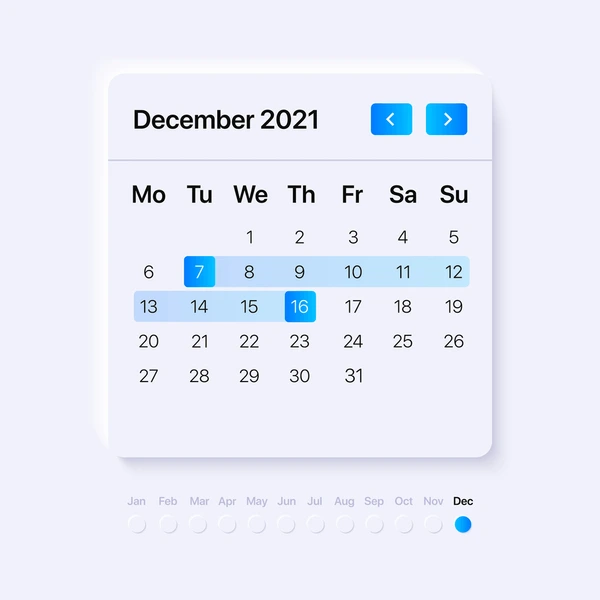 December 2021
Mo Tu We Th Fr Sa Su
1 2 3 4 5
6 7 8 9 10 11 12
13 14 15 16 17 18 19
20 21 22 23 24 25 26
27 28 29 30 31
Jan Feb Mar Apr May Jun Jul Aug Sep Oct Nov Dec